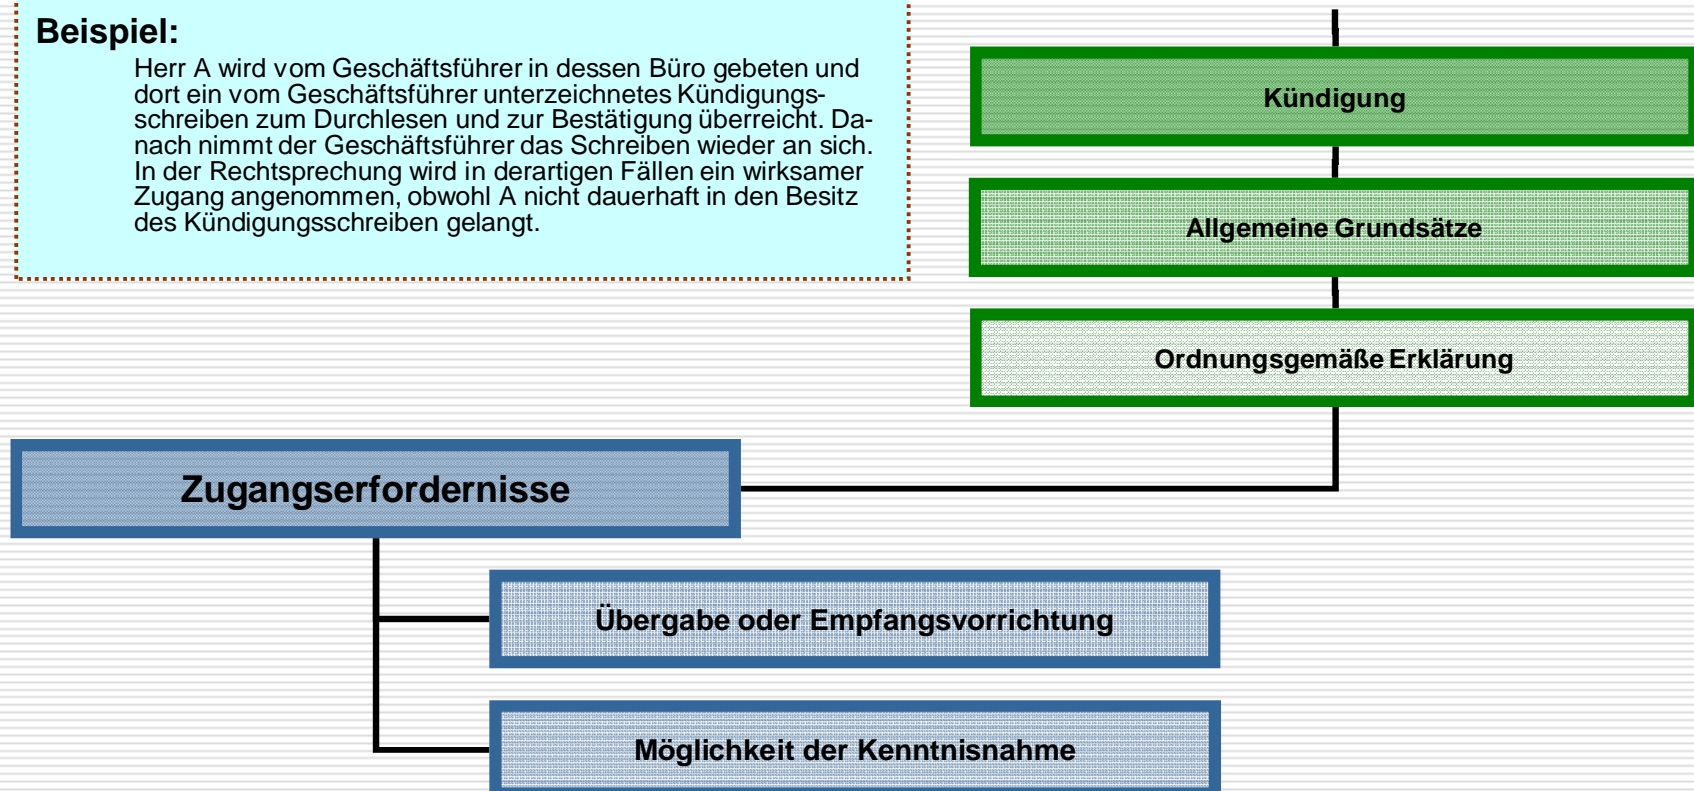 Beispiel:
Herr A wird vom Geschäftsführer in dessen Büro gebeten und
dort ein vom Geschäftsführer unterzeichnetes Kündigungs-
schreiben zum Durchlesen und zur Bestätigung überreicht. Da-
nach nimmt der Geschäftsführer das Schreiben wieder an sich.
In der Rechtsprechung wird in derartigen Fällen ein wirksamer
Zugang angenommen, obwohl A nicht dauerhaft in den Besitz
des Kündigungsschreiben gelangt.
Kündigung
Allgemeine Grundsätze
Ordnungsgemäße Erklärung
Zugangserfordernisse
Übergabe oder Empfangsvorrichtung
Möglichkeit der Kenntnisnahme